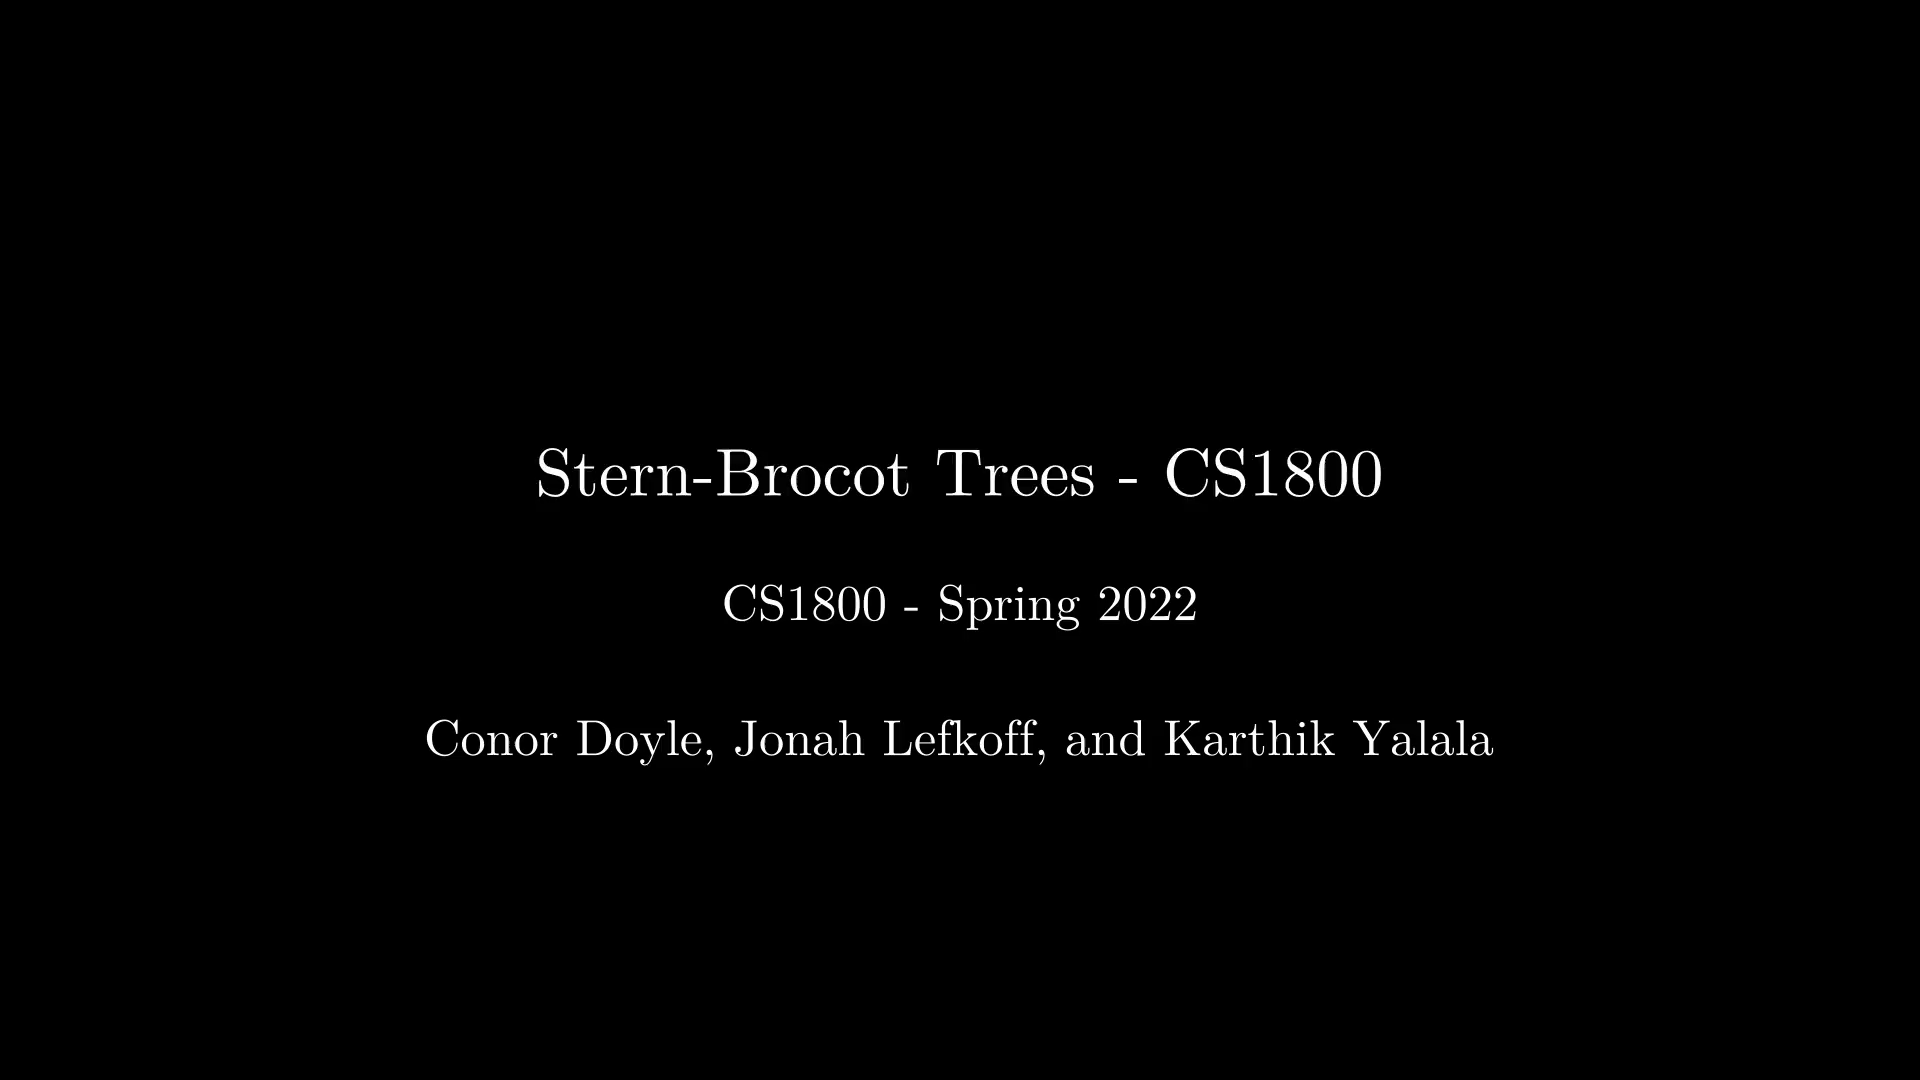 Stern-Brocot Trees - CS1800
CS1800 - Spring 2022
Conor Doyle, Jonah Lefkoff, and Karthik Yalala